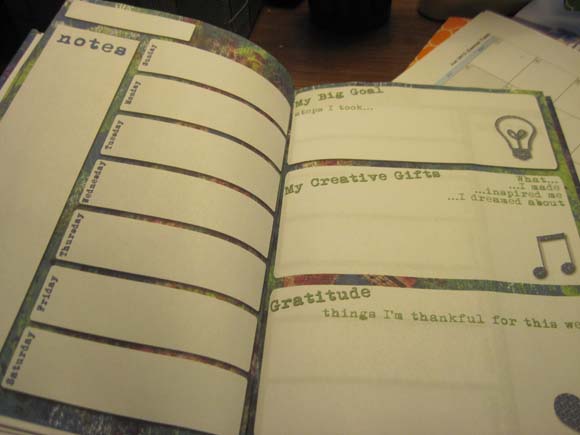 notes
Sunday
Monday
Tuesday
Wednesday
Thursday
Friday
Saturday
My Big Goal
steps I took...
My Creative Gifts
What...
...I made
...inspired me
...I dreamed about
Gratitude
things I'm thankful for this we